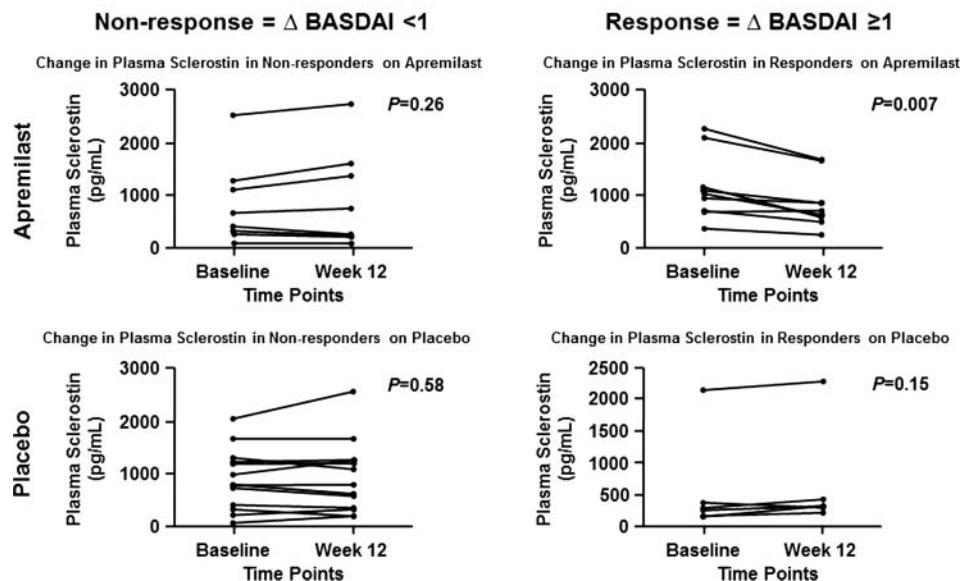 Non-response = Δ BASDAI <1
Response = Δ BASDAI ≥1
Apremilast
Change in Plasma Sclerostin in Non-responders on Apremilast
P=0.26
Plasma Sclerostin
(pg/mL)
3000
2000
1000
0
Baseline
Week 12
Time Points
Change in Plasma Sclerostin in Responders on Apremilast
P=0.007
Plasma Sclerostin
(pg/mL)
3000
2000
1000
0
Baseline
Week 12
Time Points
Placebo
Change in Plasma Sclerostin in Non-responders on Placebo
P=0.58
Plasma Sclerostin
(pg/mL)
3000
2000
1000
0
Baseline
Week 12
Time Points
Change in Plasma Sclerostin in Responders on Placebo
P=0.15
Plasma Sclerostin
(pg/mL)
2500
2000
1500
1000
500
0
Baseline
Week 12
Time Points